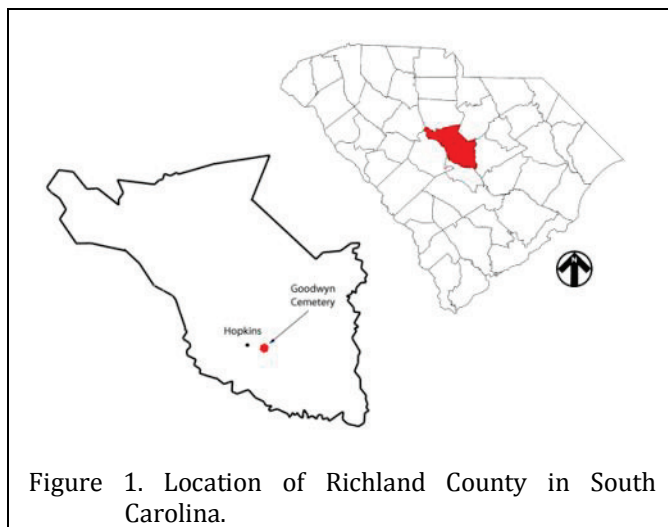 Goodwyn
Cemetery
Hopkins
Figure 1. Location of Richland County in South
Carolina.